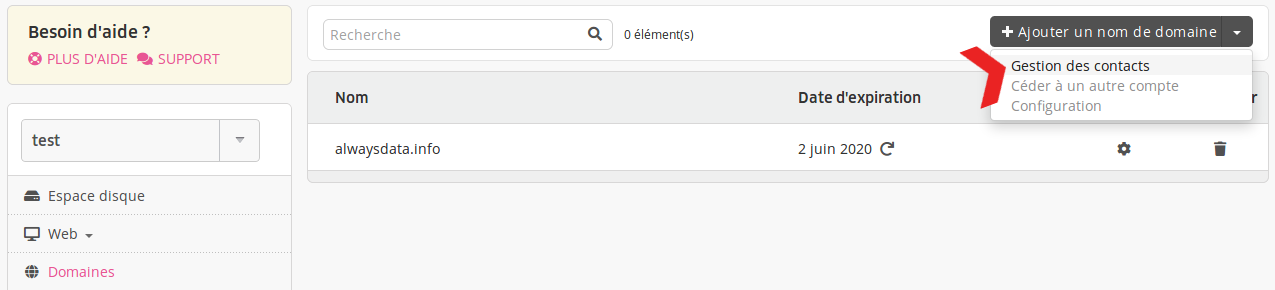 Besoin d'aide ?
PLUS D'AIDE SUPPORT
test
Espace disque
Web
Domaines
Recherche
0 élément(s)
Ajouter un nom de domaine
Gestion des contacts
Céder à un autre compte
Configuration
Nom Date d'expiration
alwaysdata.info 2 juin 2020